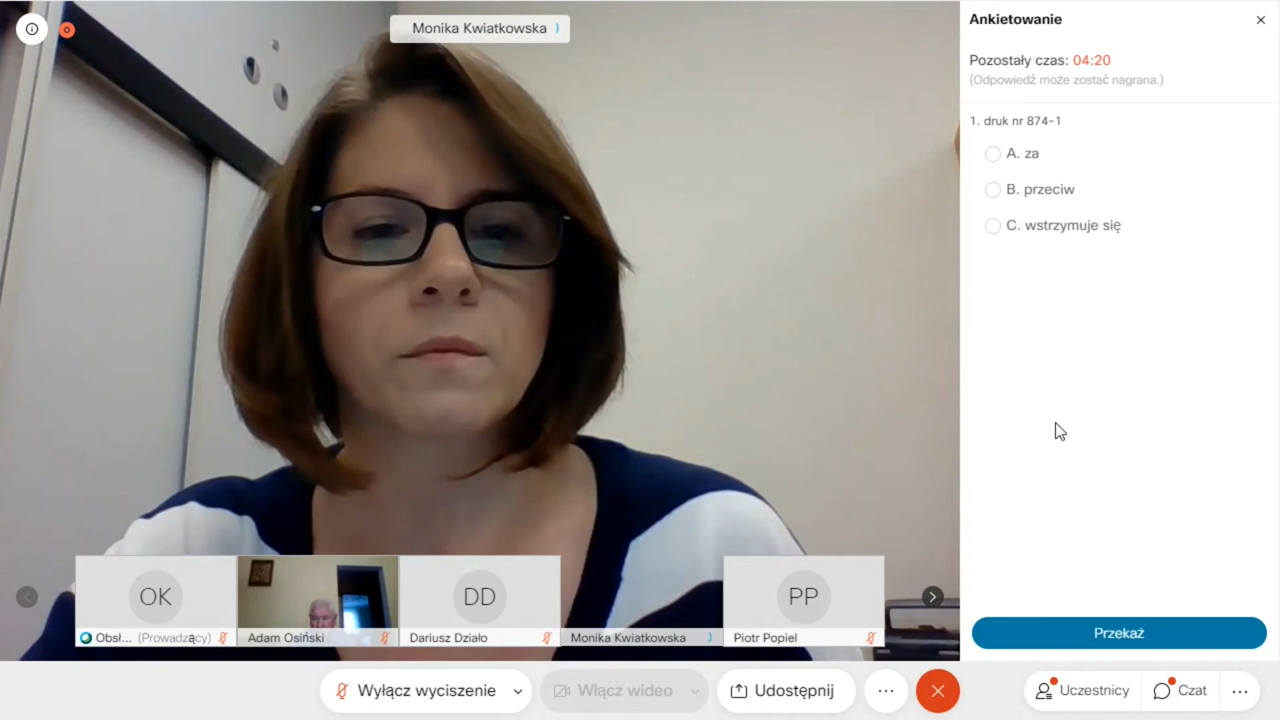 Monika Kwiatkowska
Ankietowanie
Pozostały czas: 04:20
(Odpowiedź może zostać nagrana.)
1. druk nr 874-1
A. za
B. przeciw
C. wstrzymuje się
OK
DD
PP
Obsł... (Prowadzący)
Adam Osiński
Dariusz Działo
Monika Kwiatkowska
Piotr Popiel
Przekaż
Wyłącz wyciszenie
Włącz wideo
Udostępnij
Uczestnicy
Czat